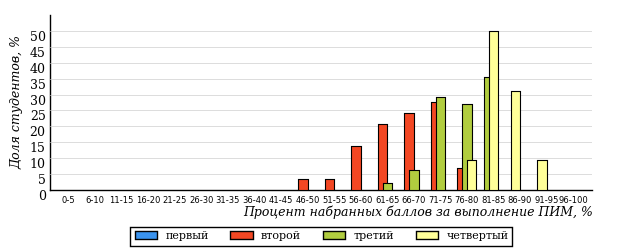 Доля студентов, %
50
45
40
35
30
25
20
15
10
5
0
0-5 6-10 11-15 16-20 21-25 26-30 31-35 36-40 41-45 46-50 51-55 56-60 61-65 66-70 71-75 76-80 81-85 86-90 91-95 96-100
Процент набранных баллов за выполнение ПИМ, %
первый второй третий четвертый